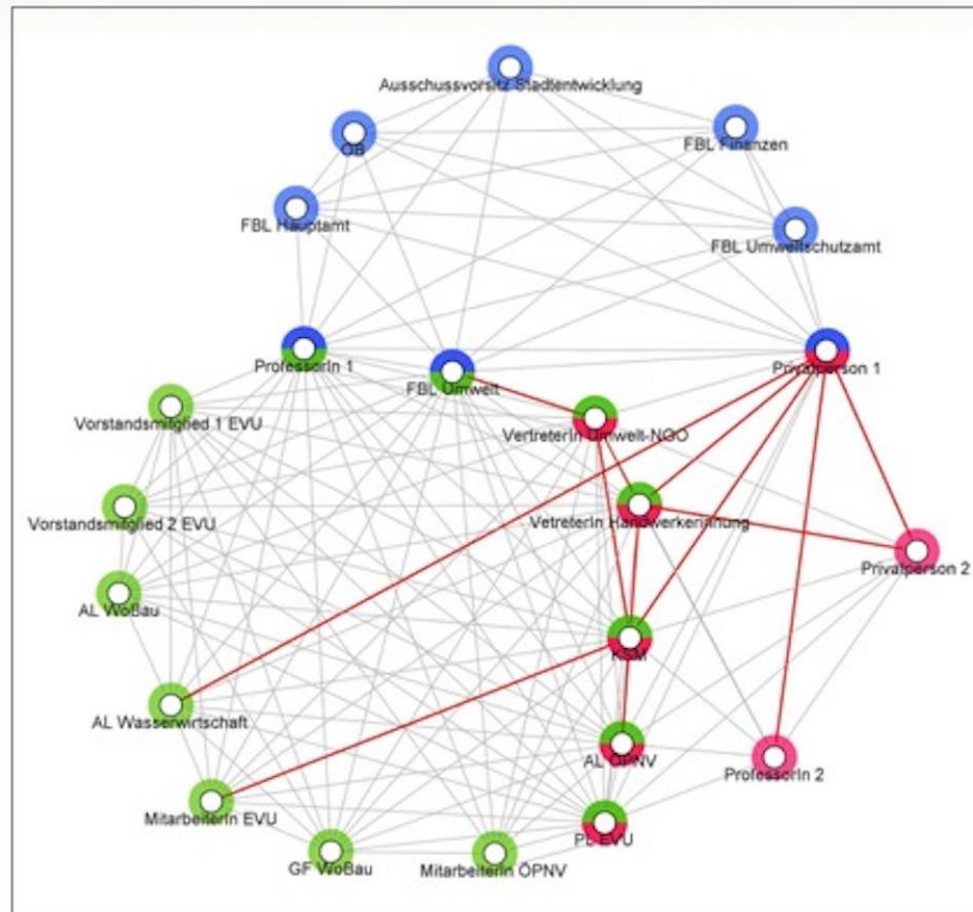 Ausschussvorsitz Stadtentwicklung
OB
FBL Finanzen
FBL Hauptamt
FBL Umweltschutzamt
ProfessorIn 1
Privatperson 1
FBL Umwelt
Vorstandsmitglied 1 EVU
VertreterIn Umwelt-NGO
Vorstandsmitglied 2 EVU
VetreterIn Handwerkerinnung
Privatperson 2
AL WoBau
KSM
AL Wasserwirtschaft
AL ÖPNV
ProfessorIn 2
MitarbeiterIn EVU
PL EVU
GF WoBau
MitarbeiterIn ÖPNV